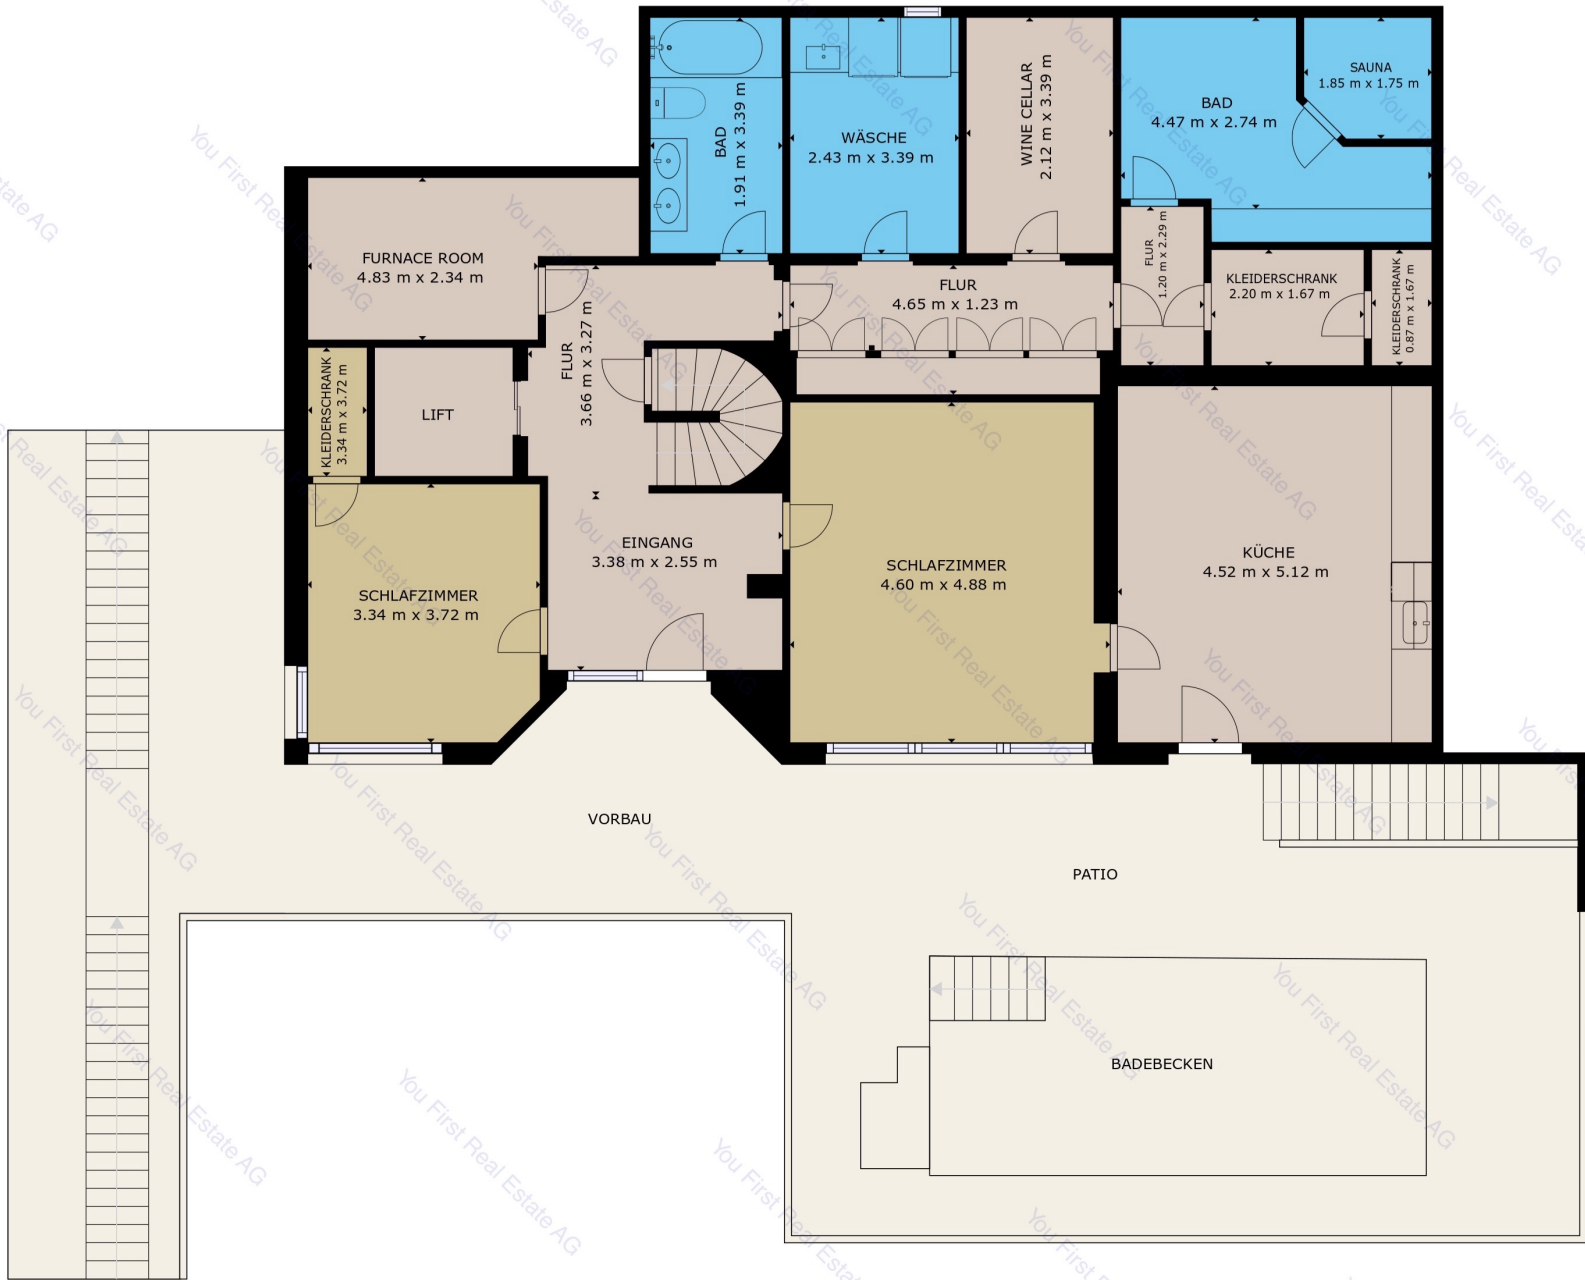 BAD
1.91 m x 3.39 m
WÄSCHE
2.43 m x 3.39 m
WINE CELLAR
2.12 m x 3.39 m
BAD
4.47 m x 2.74 m
SAUNA
1.85 m x 1.75 m
FURNACE ROOM
4.83 m x 2.34 m
FLUR
3.66 m x 3.27 m
FLUR
4.65 m x 1.23 m
FLUR
1.20 m x 2.29 m
KLEIDERSCHRANK
2.20 m x 1.67 m
KLEIDERSCHRANK
0.87 m x 1.67 m
KLEIDERSCHRANK
3.34 m x 3.72 m
LIFT
EINGANG
3.38 m x 2.55 m
SCHLAFZIMMER
3.34 m x 3.72 m
SCHLAFZIMMER
4.60 m x 4.88 m
KÜCHE
4.52 m x 5.12 m
VORBAU
PATIO
BADEBECKEN
You First Real Estate AG